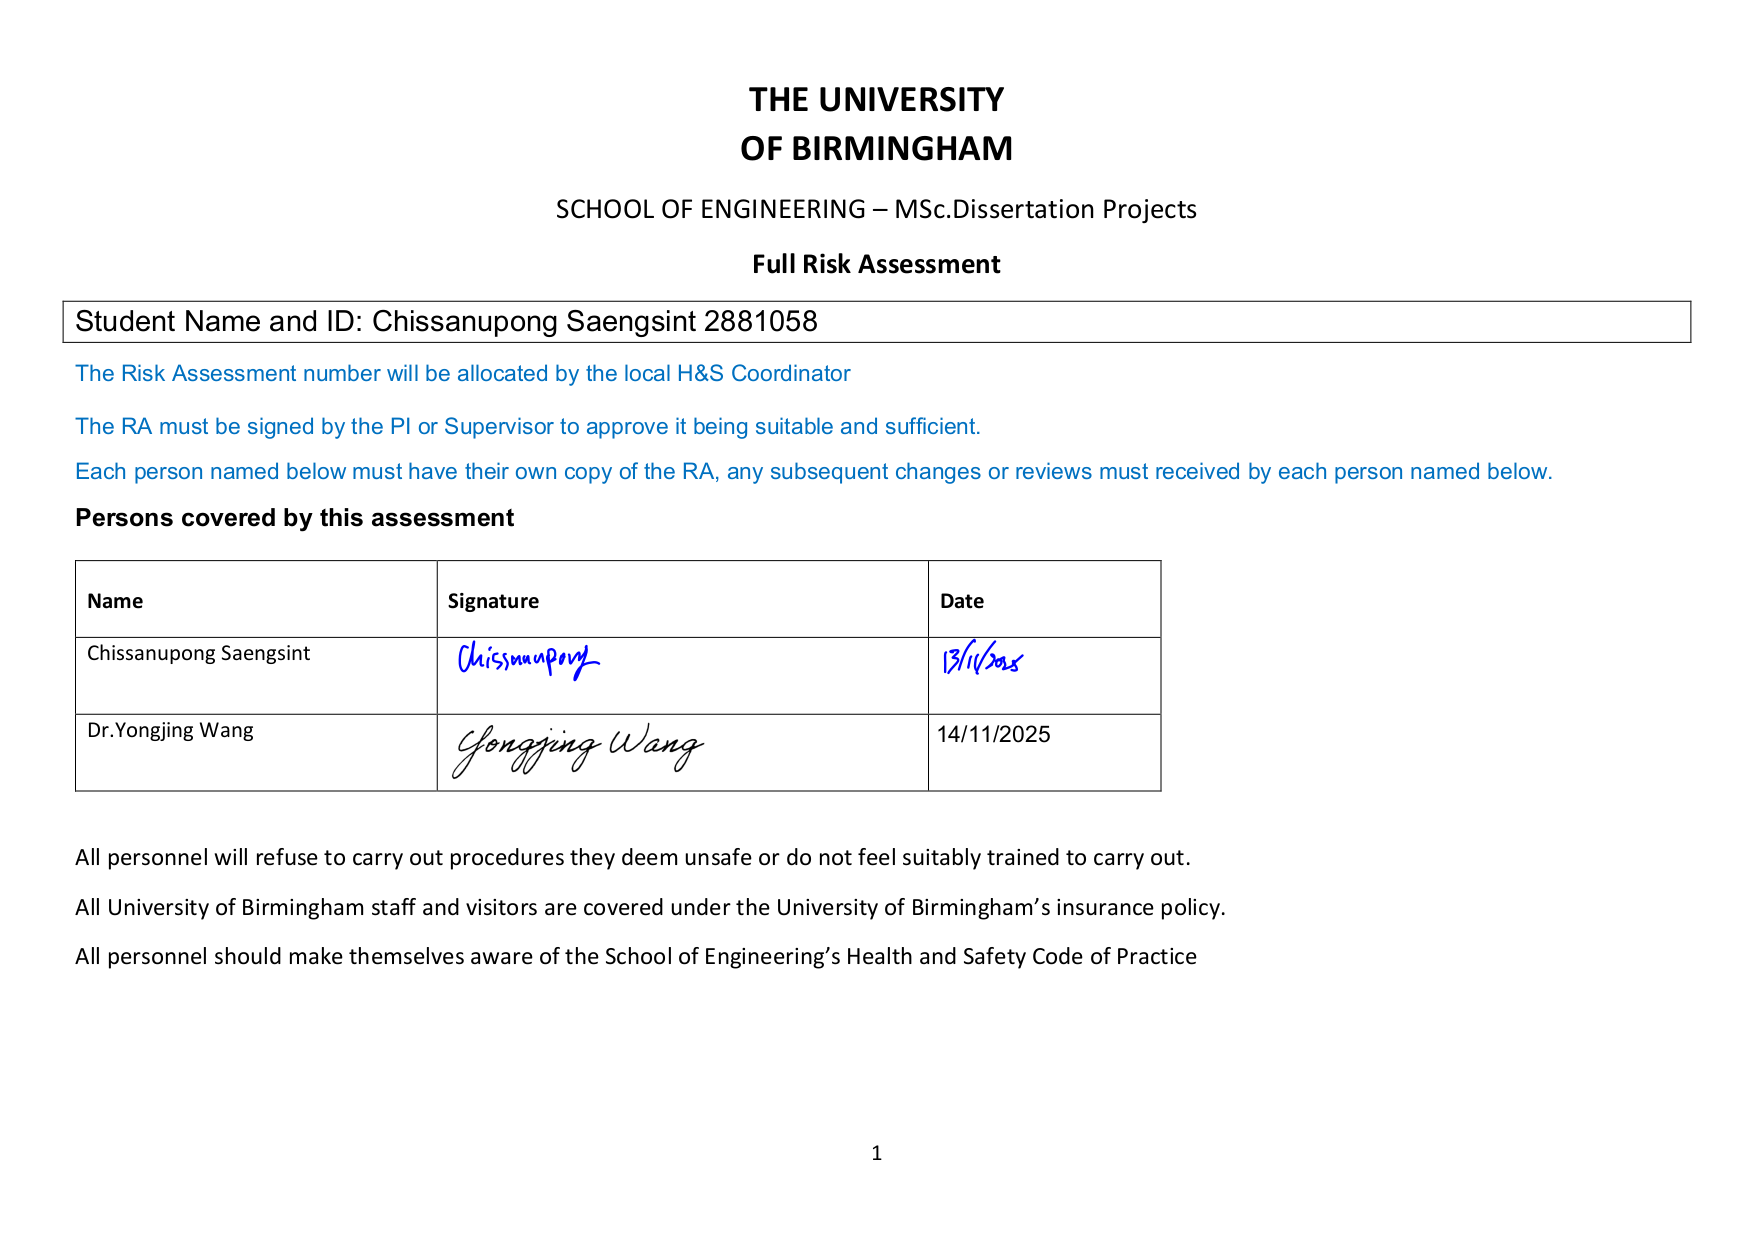 THE UNIVERSITY
OF BIRMINGHAM
SCHOOL OF ENGINEERING – MSc.Dissertation Projects
Full Risk Assessment
Student Name and ID: Chissanupong Saengsint 2881058
The Risk Assessment number will be allocated by the local H&S Coordinator
The RA must be signed by the PI or Supervisor to approve it being suitable and sufficient.
Each person named below must have their own copy of the RA, any subsequent changes or reviews must received by each person named below.
Persons covered by this assessment
Name Signature Date
Chissanupong Saengsint Chissanupong 13/11/2025
Dr.Yongjing Wang Yongjing Wang 14/11/2025
All personnel will refuse to carry out procedures they deem unsafe or do not feel suitably trained to carry out.
All University of Birmingham staff and visitors are covered under the University of Birmingham’s insurance policy.
All personnel should make themselves aware of the School of Engineering’s Health and Safety Code of Practice
1